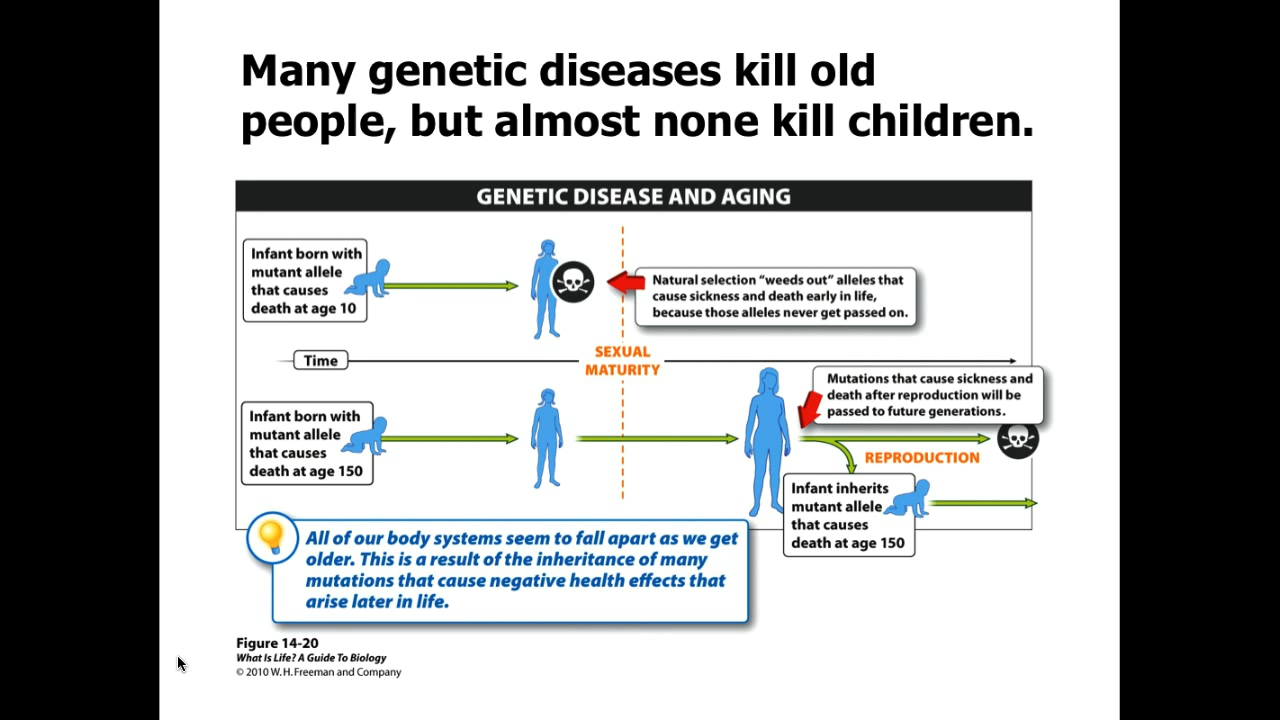 Many genetic diseases kill old
people, but almost none kill children.
GENETIC DISEASE AND AGING
Infant born with
mutant allele
that causes
death at age 10
Natural selection “weeds out” alleles that
cause sickness and death early in life,
because those alleles never get passed on.
Time
SEXUAL
MATURITY
Mutations that cause sickness and
death after reproduction will be
passed to future generations.
Infant born with
mutant allele
that causes
death at age 150
REPRODUCTION
Infant inherits
mutant allele
that causes
death at age 150
All of our body systems seem to fall apart as we get
older. This is a result of the inheritance of many
mutations that cause negative health effects that
arise later in life.
Figure 14-20
What Is Life? A Guide To Biology
© 2010 W. H. Freeman and Company